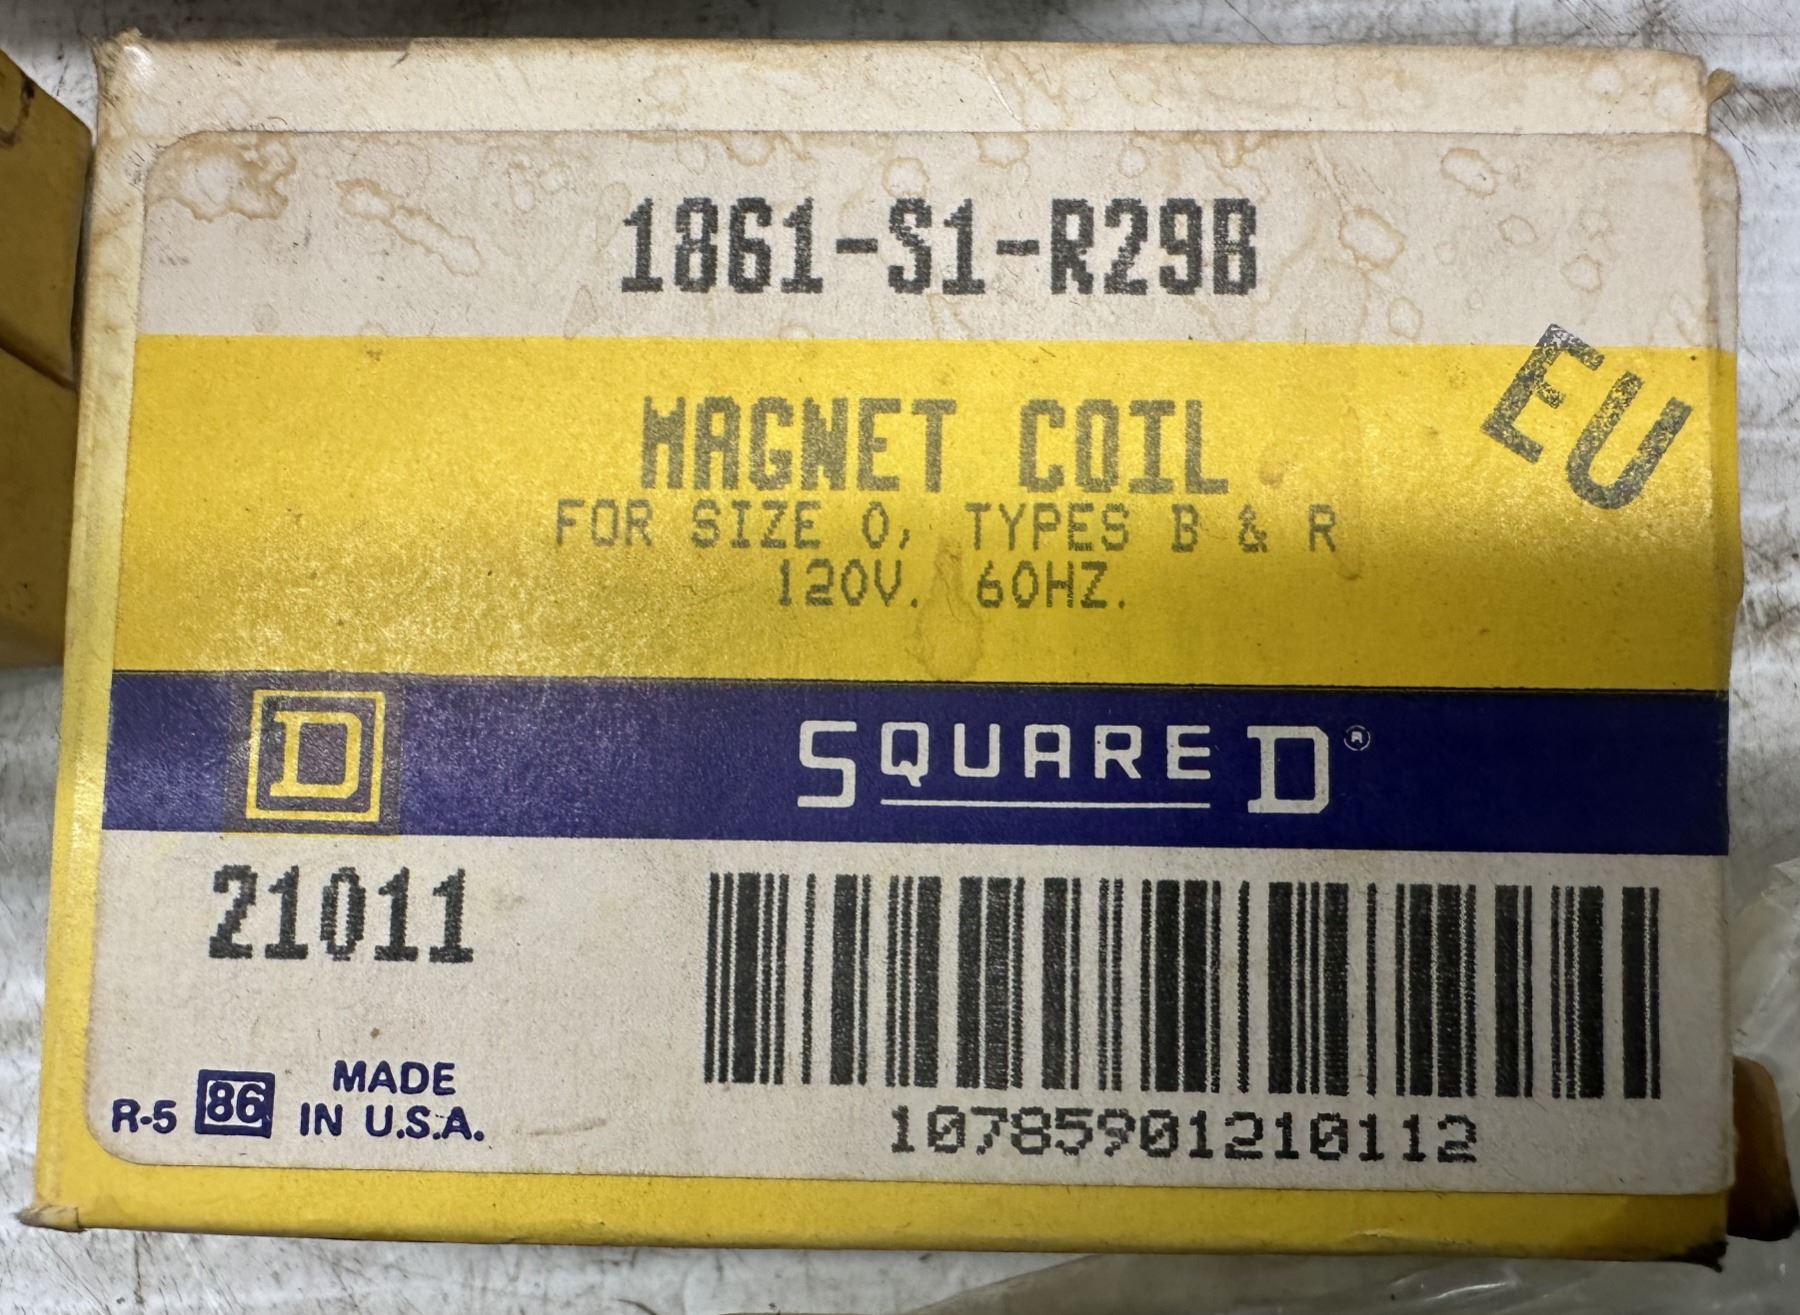 1861-S1-R29B
EU
MAGNET COIL
FOR SIZE 0, TYPES B & R
120V. 60HZ.
D SQUARE D®
21011
R-5 86 MADE
IN U.S.A.
10785901210112